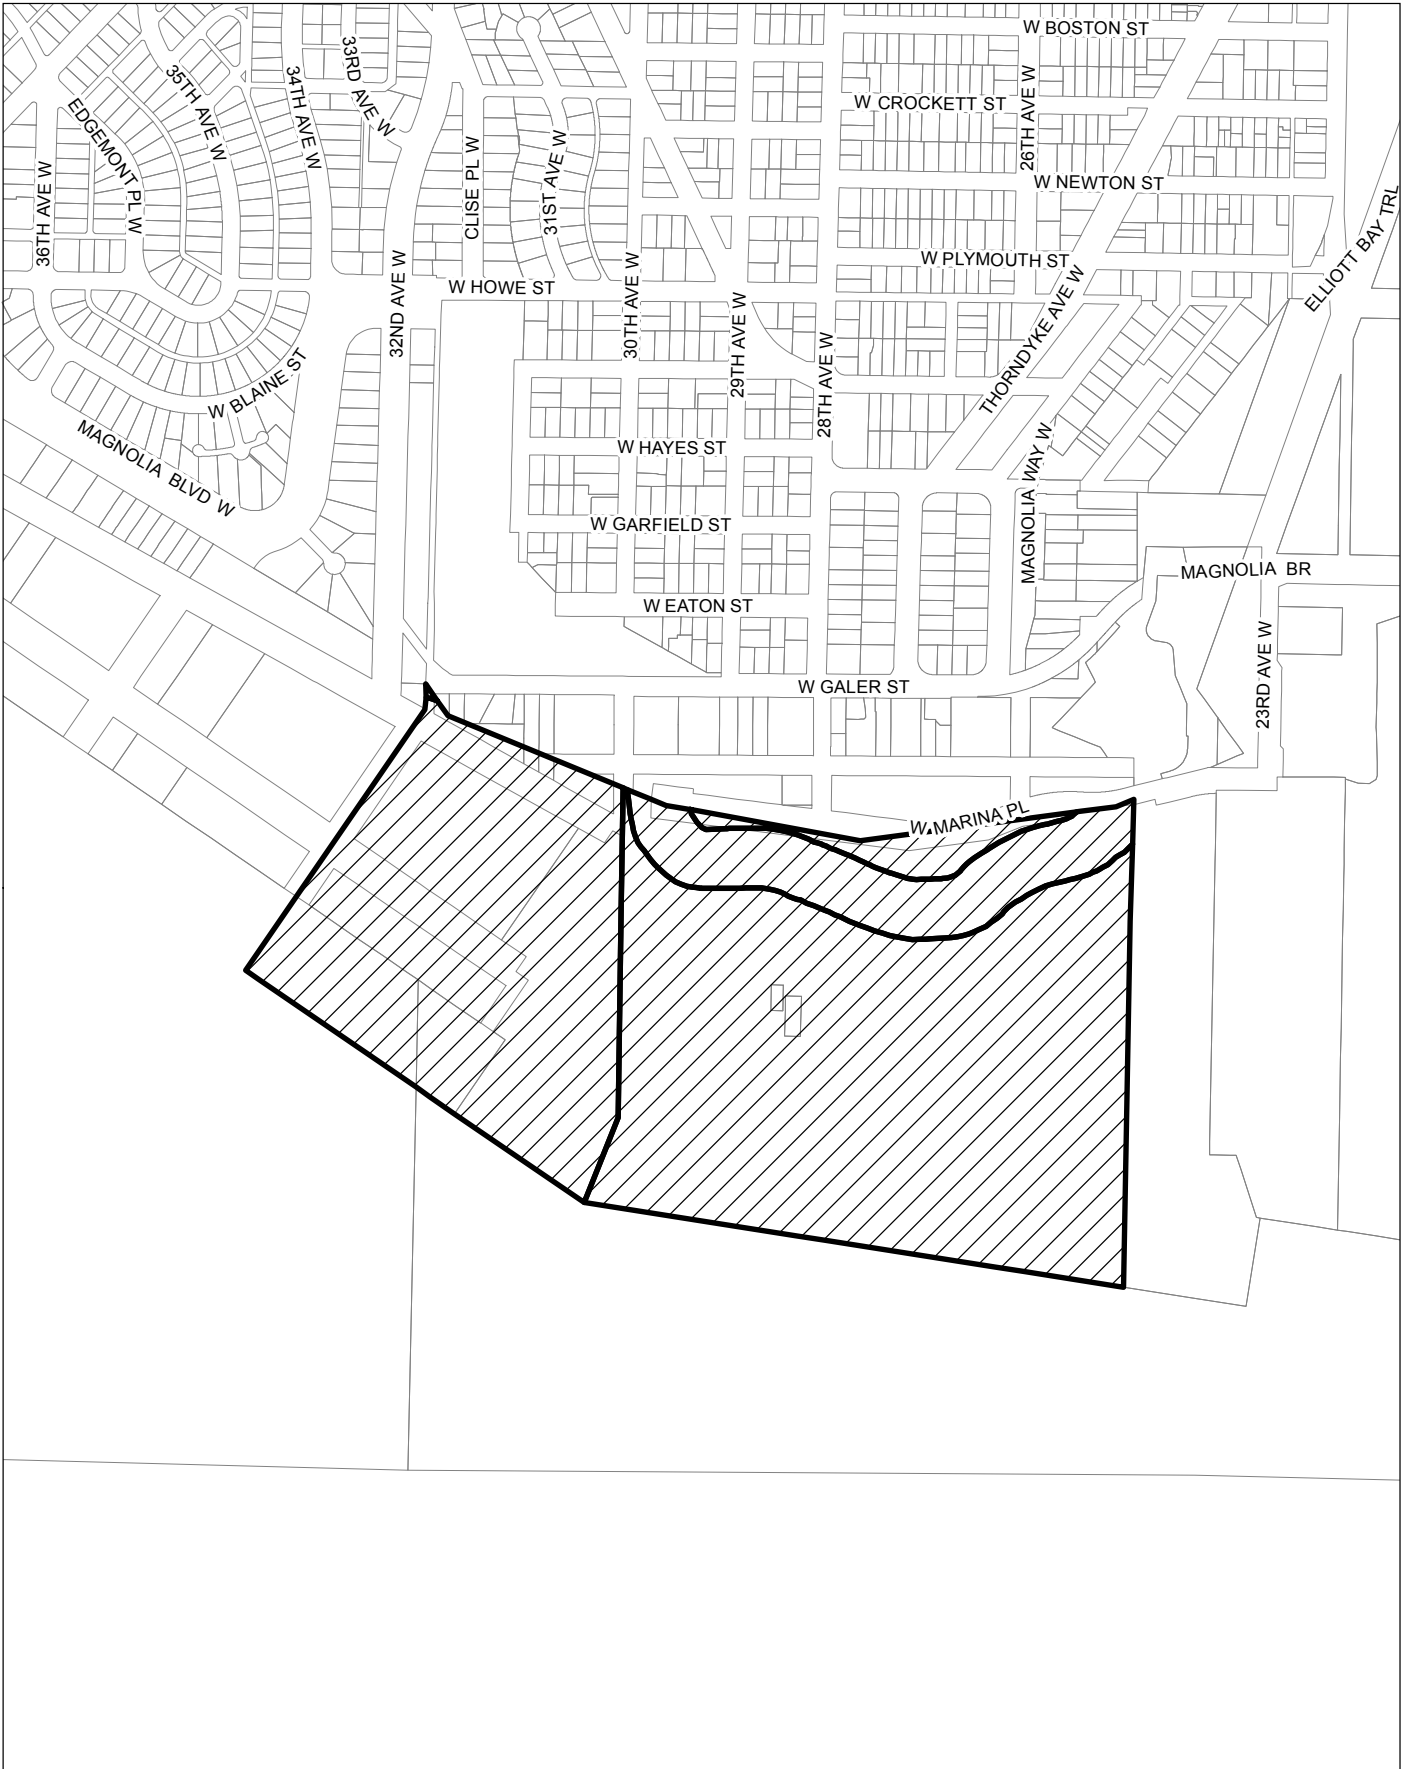 W BOSTON ST
33RD AVE W
35TH AVE W
34TH AVE W
26TH AVE W
W CROCKETT ST
EDGEMONT PL W
36TH AVE W
CLISE PL W
31ST AVE W
W NEWTON ST
ELLIOTT BAY TRL
W PLYMOUTH ST
32ND AVE W
W HOWE ST
30TH AVE W
29TH AVE W
28TH AVE W
THORNDYKE AVE W
W BLAINE ST
MAGNOLIA BLVD W
W HAYES ST
MAGNOLIA WAY W
W GARFIELD ST
MAGNOLIA BR
W EATON ST
23RD AVE W
W GALER ST
W MARINA PL